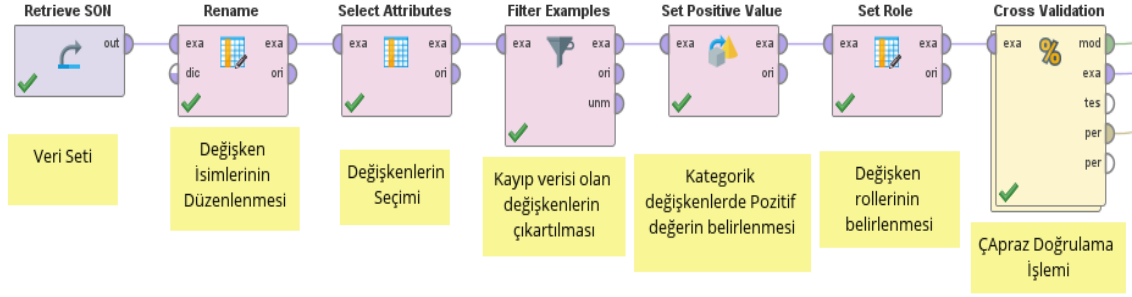 Retrieve SON
Rename
Select Attributes
Filter Examples
Set Positive Value
Set Role
Cross Validation
out
exa
exa
dic
ori
exa
exa
ori
exa
exa
ori
unm
exa
exa
ori
exa
exa
ori
exa
%
mod
exa
tes
per
per
Veri Seti
Değişken
İsimlerinin
Düzenlenmesi
Değişkenlerin
Seçimi
Kayıp verisi olan
değişkenlerin
çıkartılması
Kategorik
değişkenlerde Pozitif
değerin belirlenmesi
Değişken
rollerinin
belirlenmesi
ÇApraz Doğrulama
İşlemi